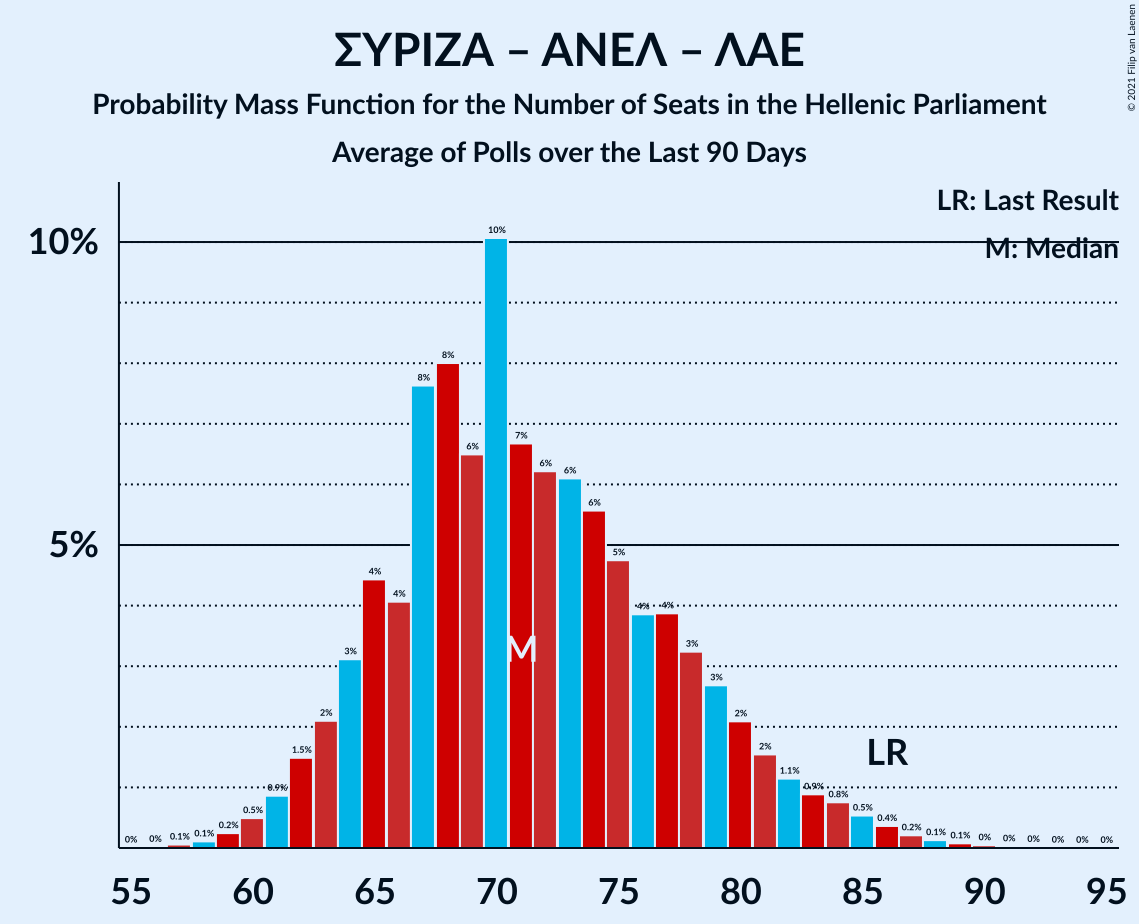 ΣΥΡΙΖΑ – ΑΝΕΛ – ΛΑΕ
Probability Mass Function for the Number of Seats in the Hellenic Parliament
Average of Polls over the Last 90 Days
© 2021 Filip van Laenen
LR: Last Result
M: Median
10%
5%
0% 0% 0.1% 0.1% 0.2% 0.5% 0.9% 1.5% 2% 3% 4% 4% 8% 8% 6% 10% 7% 6% 6% 6% 5% 4% 4% 3% 3% 2% 2% 1.1% 0.9% 0.8% 0.5% 0.4% 0.2% 0.1% 0.1% 0% 0% 0% 0% 0% 0%
M
LR
55 60 65 70 75 80 85 90 95